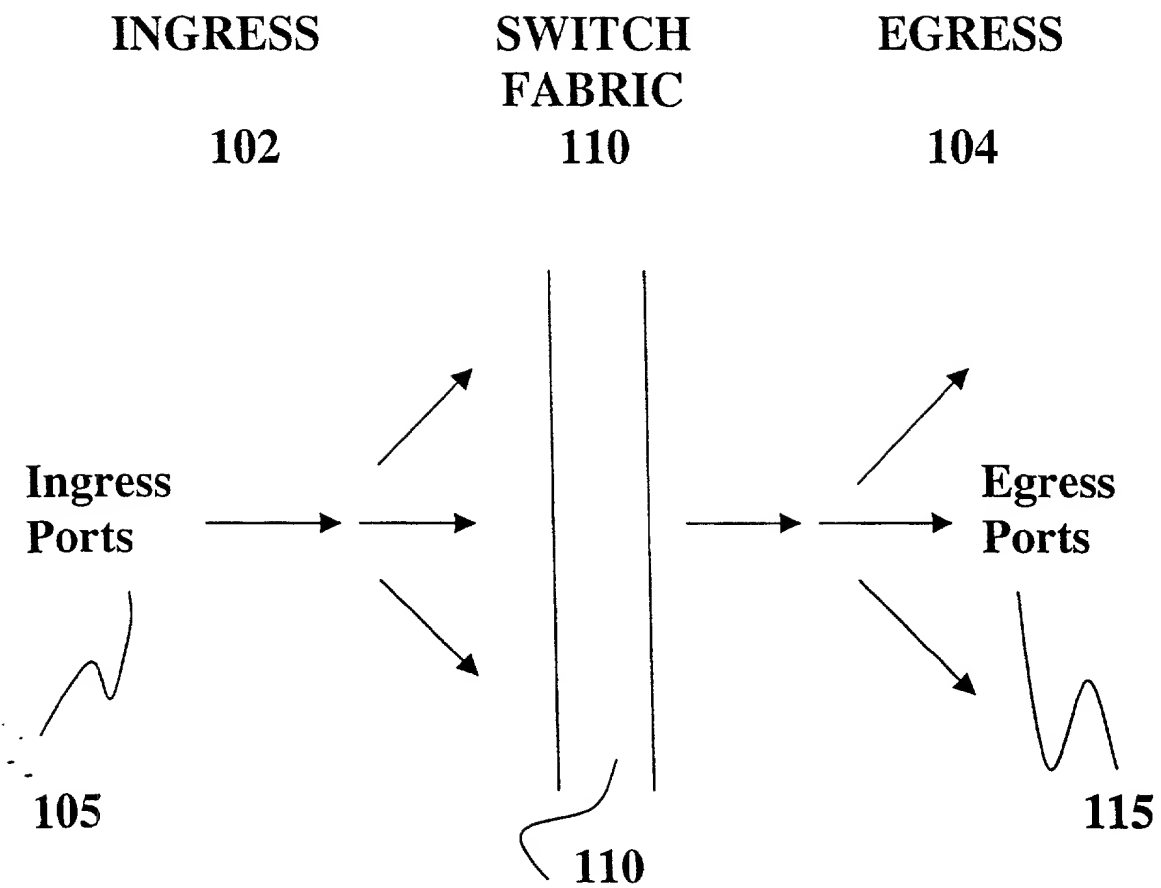 INGRESS
SWITCH
FABRIC
EGRESS
102
110
104
Ingress
Ports
Egress
Ports
105
110
115